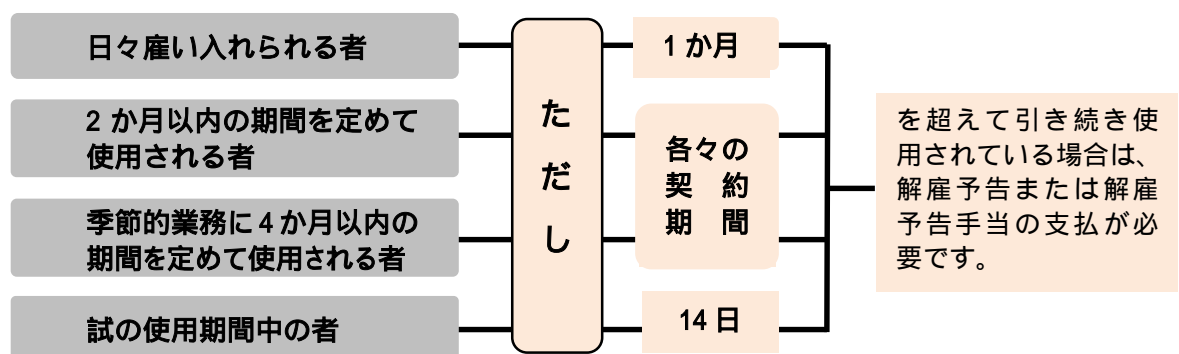 日々雇い入れられる者
2 か月以内の期間を定めて
使用される者
季節的業務に 4 か月以内の
期間を定めて使用される者
試の使用期間中の者
ただし
1 か月
各々の
契 約
期 間
14 日
を超えて引き続き使
用されている場合は、
解雇予告または解雇
予告手当の支払が必
要です。